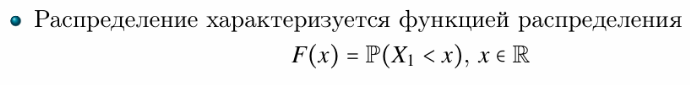 • Распределение характеризуется функцией распределения
F(x) = ℙ(X₁ < x), x ∈ ℝ